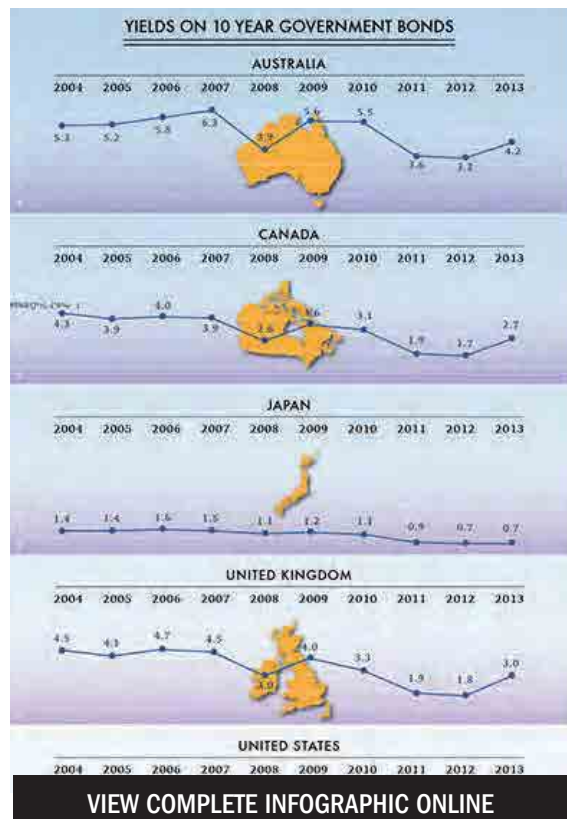 YIELDS ON 10 YEAR GOVERNMENT BONDS
AUSTRALIA
2004 2005 2006 2007 2008 2009 2010 2011 2012 2013
5.2 5.8 6.3 3.9 5.6 5.5 3.6 3.2 4.2
CANADA
2004 2005 2006 2007 2008 2009 2010 2011 2012 2013
4.3 3.9 4.0 3.9 2.6 3.6 3.1 1.9 1.7 2.7
JAPAN
2004 2005 2006 2007 2008 2009 2010 2011 2012 2013
1.4 1.4 1.6 1.5 1.1 1.2 1.1 0.9 0.7 0.7
UNITED KINGDOM
2004 2005 2006 2007 2008 2009 2010 2011 2012 2013
4.5 4.7 4.5 3.0 4.0 3.3 1.9 1.8 3.0
UNITED STATES
2004 2005 2006 2007 2008 2009 2010 2011 2012 2013
VIEW COMPLETE INFOGRAPHIC ONLINE